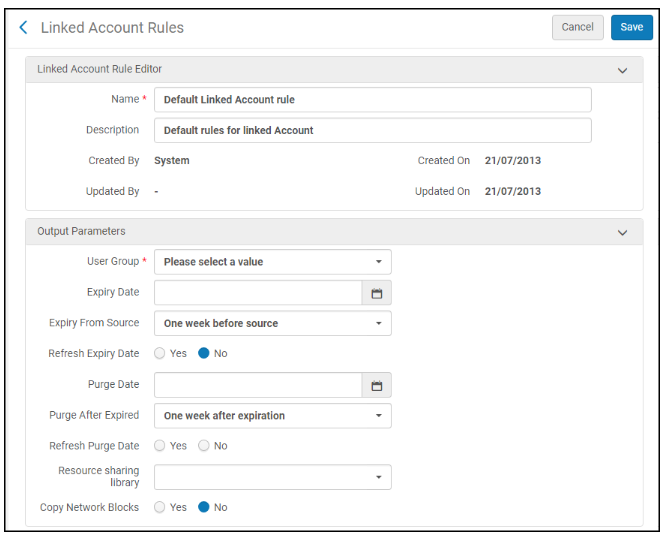 Linked Account Rules Cancel Save
Linked Account Rule Editor
Name * Default Linked Account rule
Description Default rules for linked Account
Created By System Created On 21/07/2013
Updated By - Updated On 21/07/2013
Output Parameters
User Group * Please select a value
Expiry Date
Expiry From Source One week before source
Refresh Expiry Date Yes No
Purge Date
Purge After Expired One week after expiration
Refresh Purge Date Yes No
Resource sharing
library
Copy Network Blocks Yes No